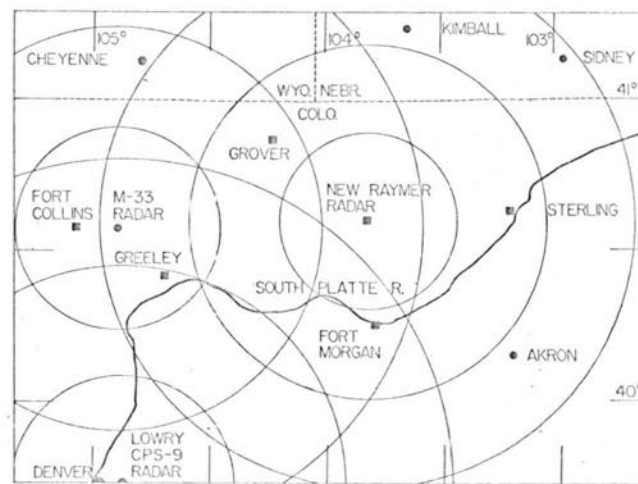 105°
104°
103°
KIMBALL
CHEYENNE
SIDNEY
WYO. NEBR.
41°
COLO.
GROVER
FORT
COLLINS
M-33
RADAR
NEW RAYMER
RADAR
STERLING
GREELEY
SOUTH PLATTE R.
FORT
MORGAN
AKRON
40°
LOWRY
CPS-9
RADAR
DENVER